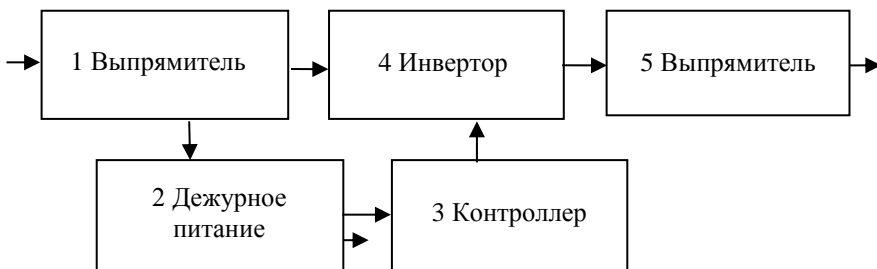 1 Выпрямитель
4 Инвертор
5 Выпрямитель
2 Дежурное
питание
3 Контроллер